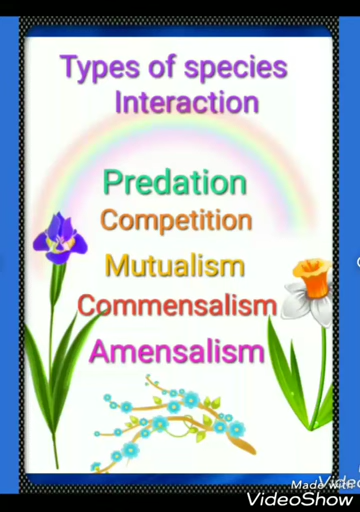 Types of species
Interaction
Predation
Competition
Mutualism
Commensalism
Amensalism
Made with
VideoShow